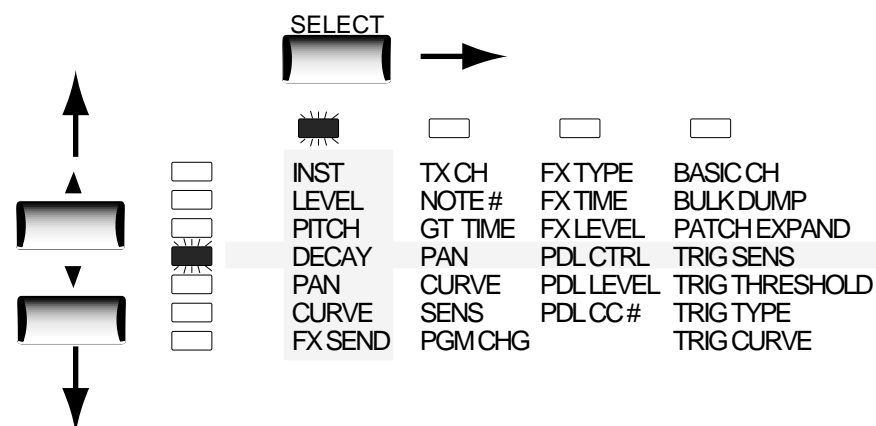 SELECT
INST TX CH FX TYPE BASIC CH
LEVEL NOTE # FX TIME BULK DUMP
PITCH GT TIME FX LEVEL PATCH EXPAND
DECAY PAN PDL CTRL TRIG SENS
PAN CURVE PDL LEVEL TRIG THRESHOLD
CURVE SENS PDL CC # TRIG TYPE
FX SEND PGM CHG TRIG CURVE